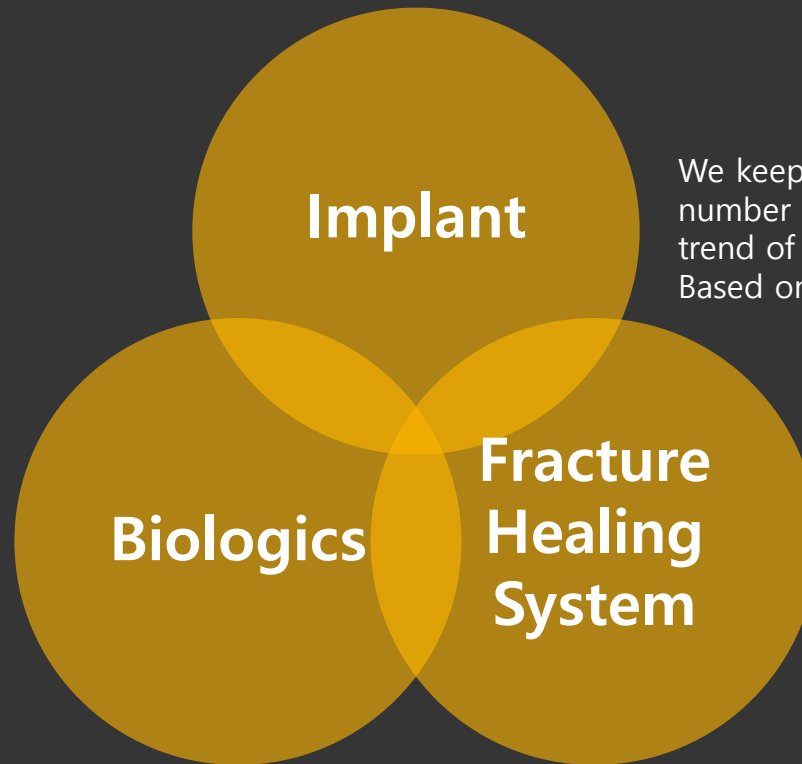 Implant
We keep
number
trend of
Based on
Biologics
Fracture
Healing
System